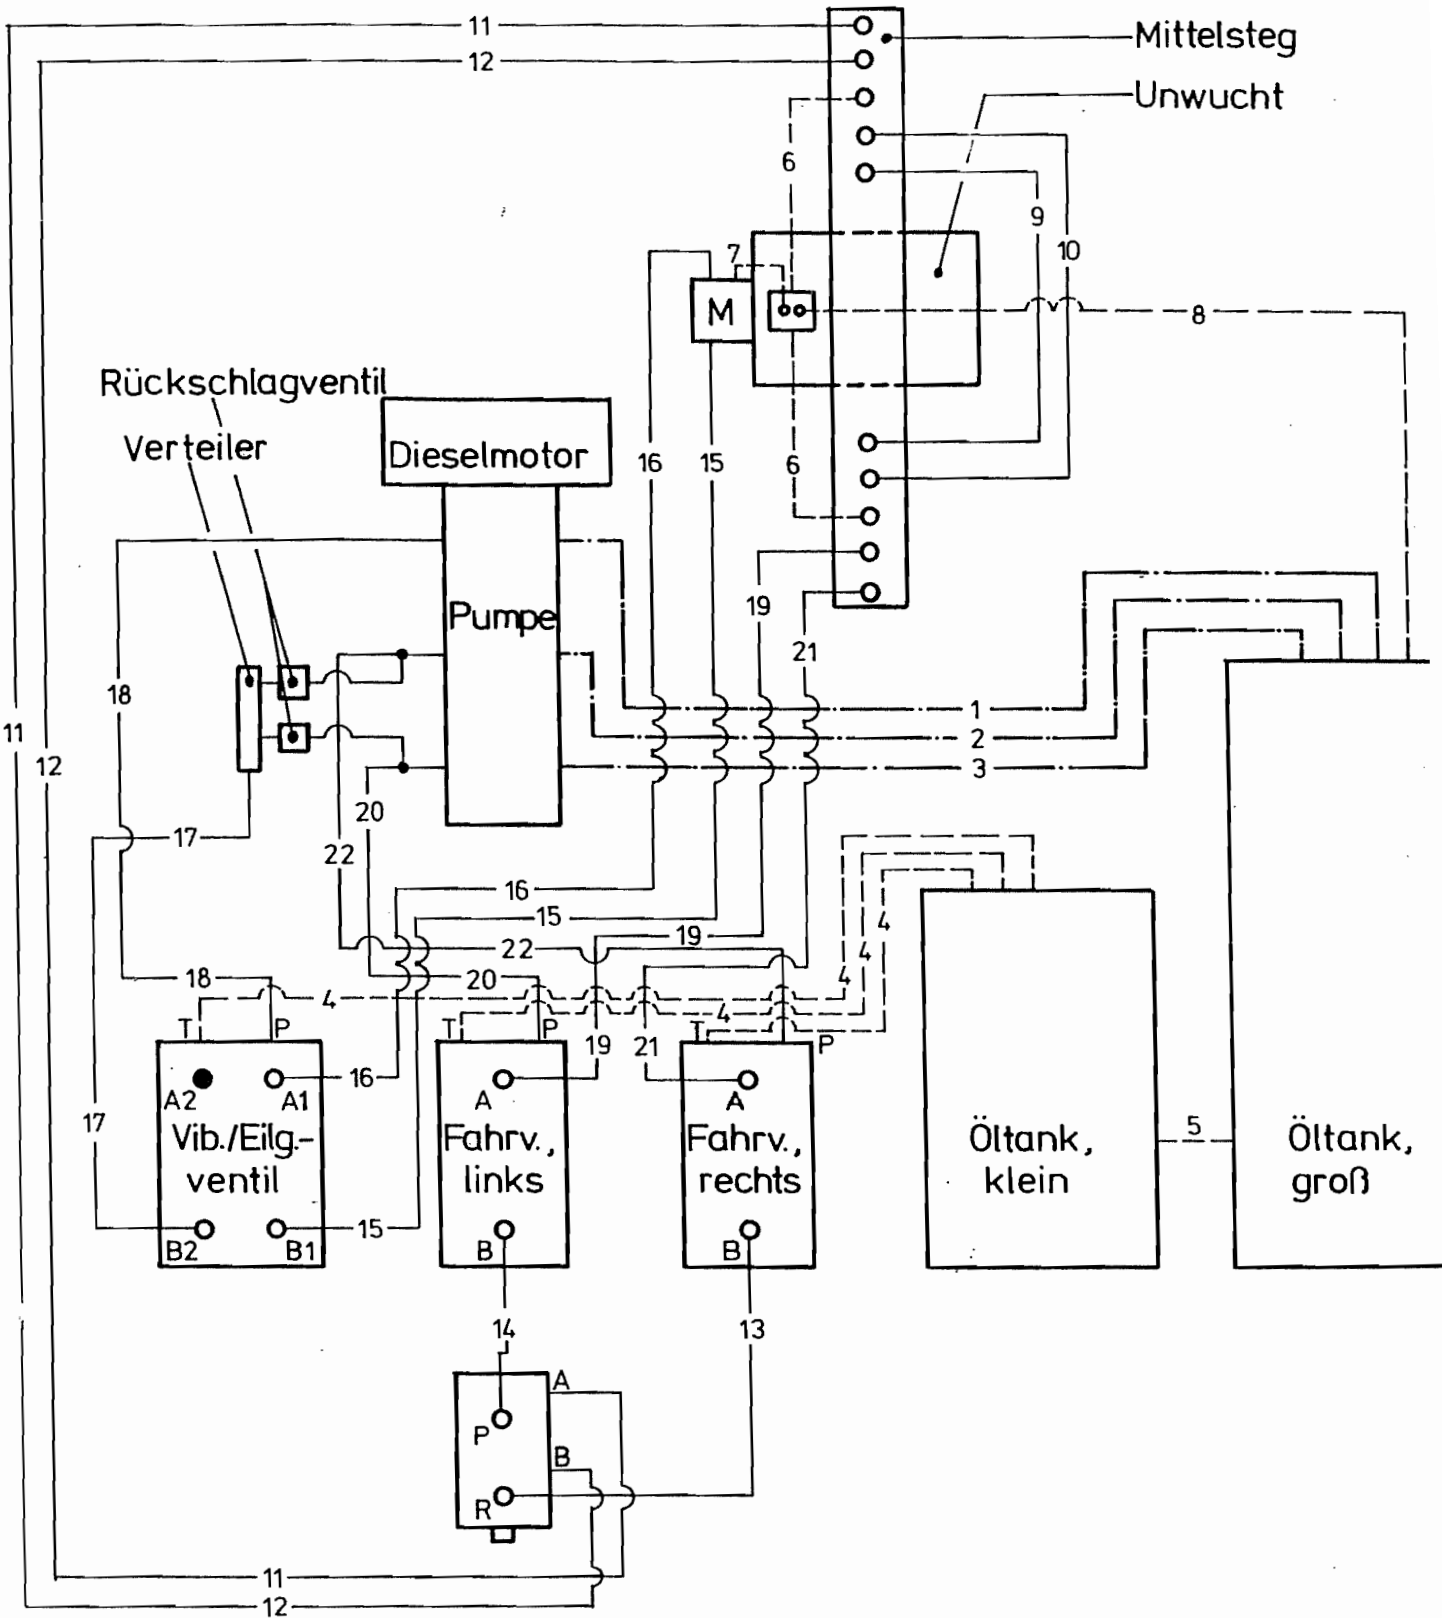 11
12
Mittelsteg
Unwucht
6
9
10
7
M
8
Rückschlagventil
Verteiler
Dieselmotor
16
15
6
Pumpe
19
21
18
1
2
3
11
12
20
17
22
16
15
4
19
22
4
18
20
4
4
4
T
P
T
P
T
P
19
21
A2
A1
16
A
A
17
Vib./Eilg.-
ventil
Fahrv.,
links
Fahrv.,
rechts
Öltank,
klein
5
Öltank,
groß
B2
B1
15
B
B
14
13
A
P
B
R
11
12